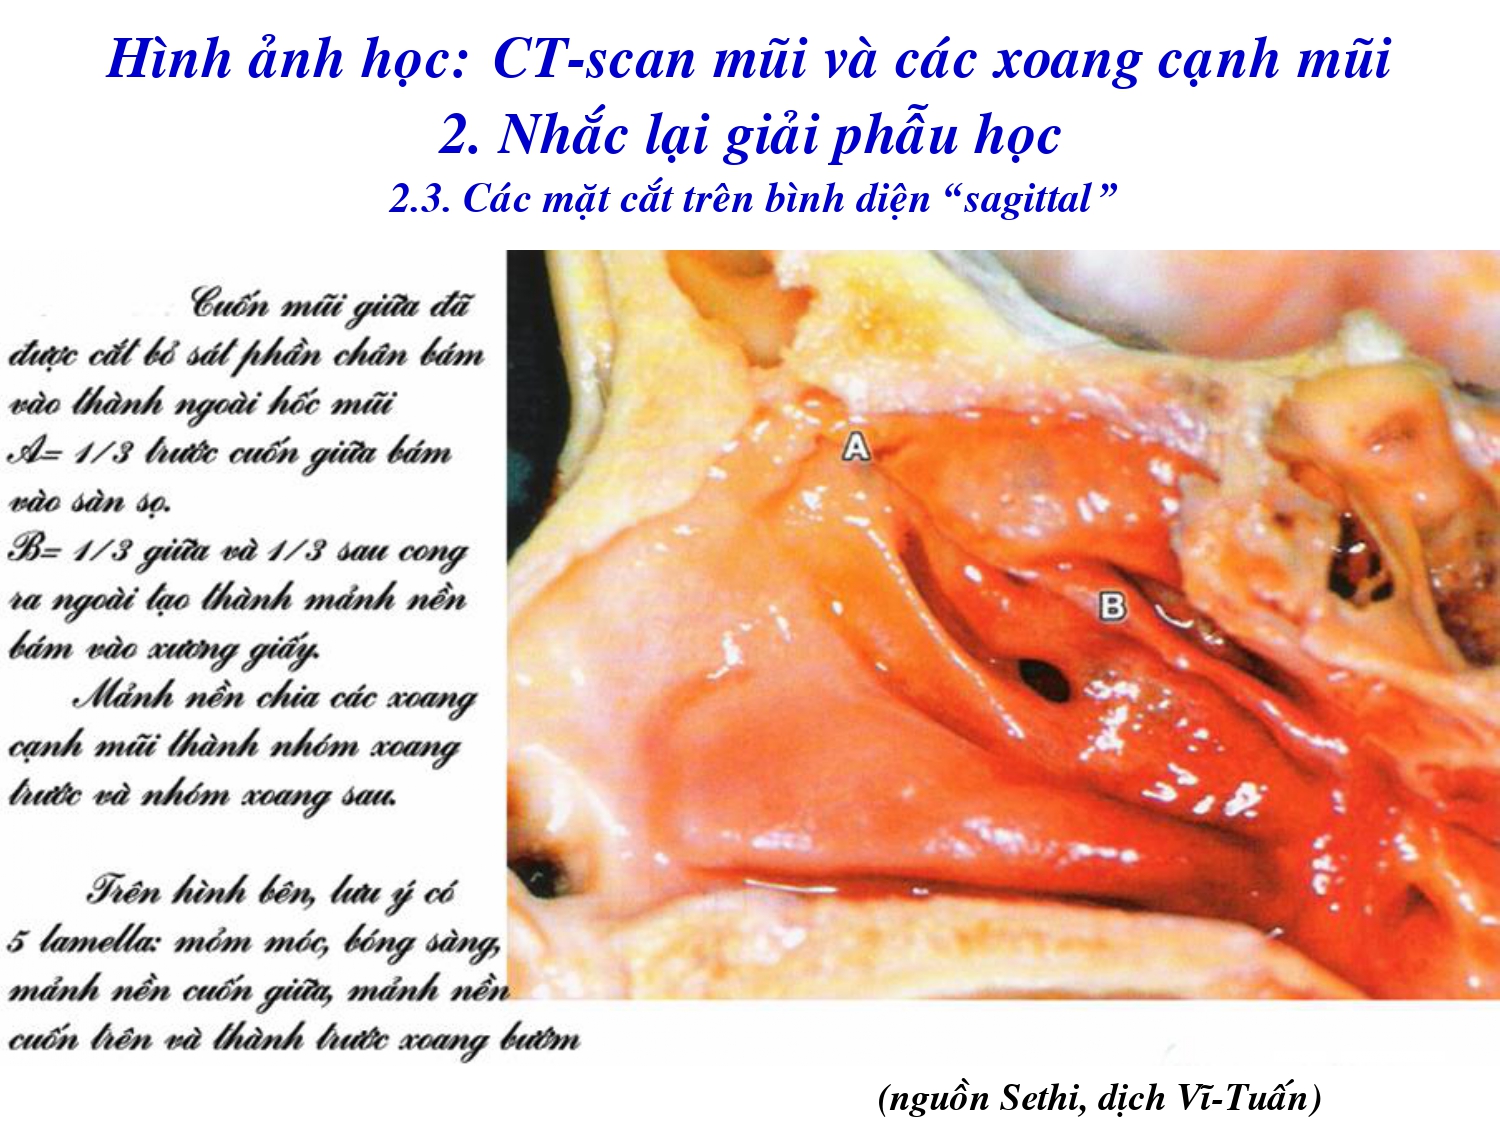 Hình ảnh học: CT-scan mũi và các xoang cạnh mũi
2. Nhắc lại giải phẫu học
2.3. Các mặt cắt trên bình diện “sagittal”
Cuốn mũi giữa đã
được cắt bỏ sát phần chân bám
vào thành ngoài hốc mũi
A= 1/3 trước cuốn giữa bám
vào sàn sọ.
B= 1/3 giữa và 1/3 sau cong
ra ngoài tạo thành mảnh nền
bám vào xương giấy.
Mảnh nền chia các xoang
cạnh mũi thành nhóm xoang
trước và nhóm xoang sau.
Trên hình bên, lưu ý có
5 lamella: mỏm móc, bóng sàng,
mảnh nền cuốn giữa, mảnh nền
cuốn trên và thành trước xoang bướm
A
B
(nguồn Sethi, dịch Vĩ-Tuấn)